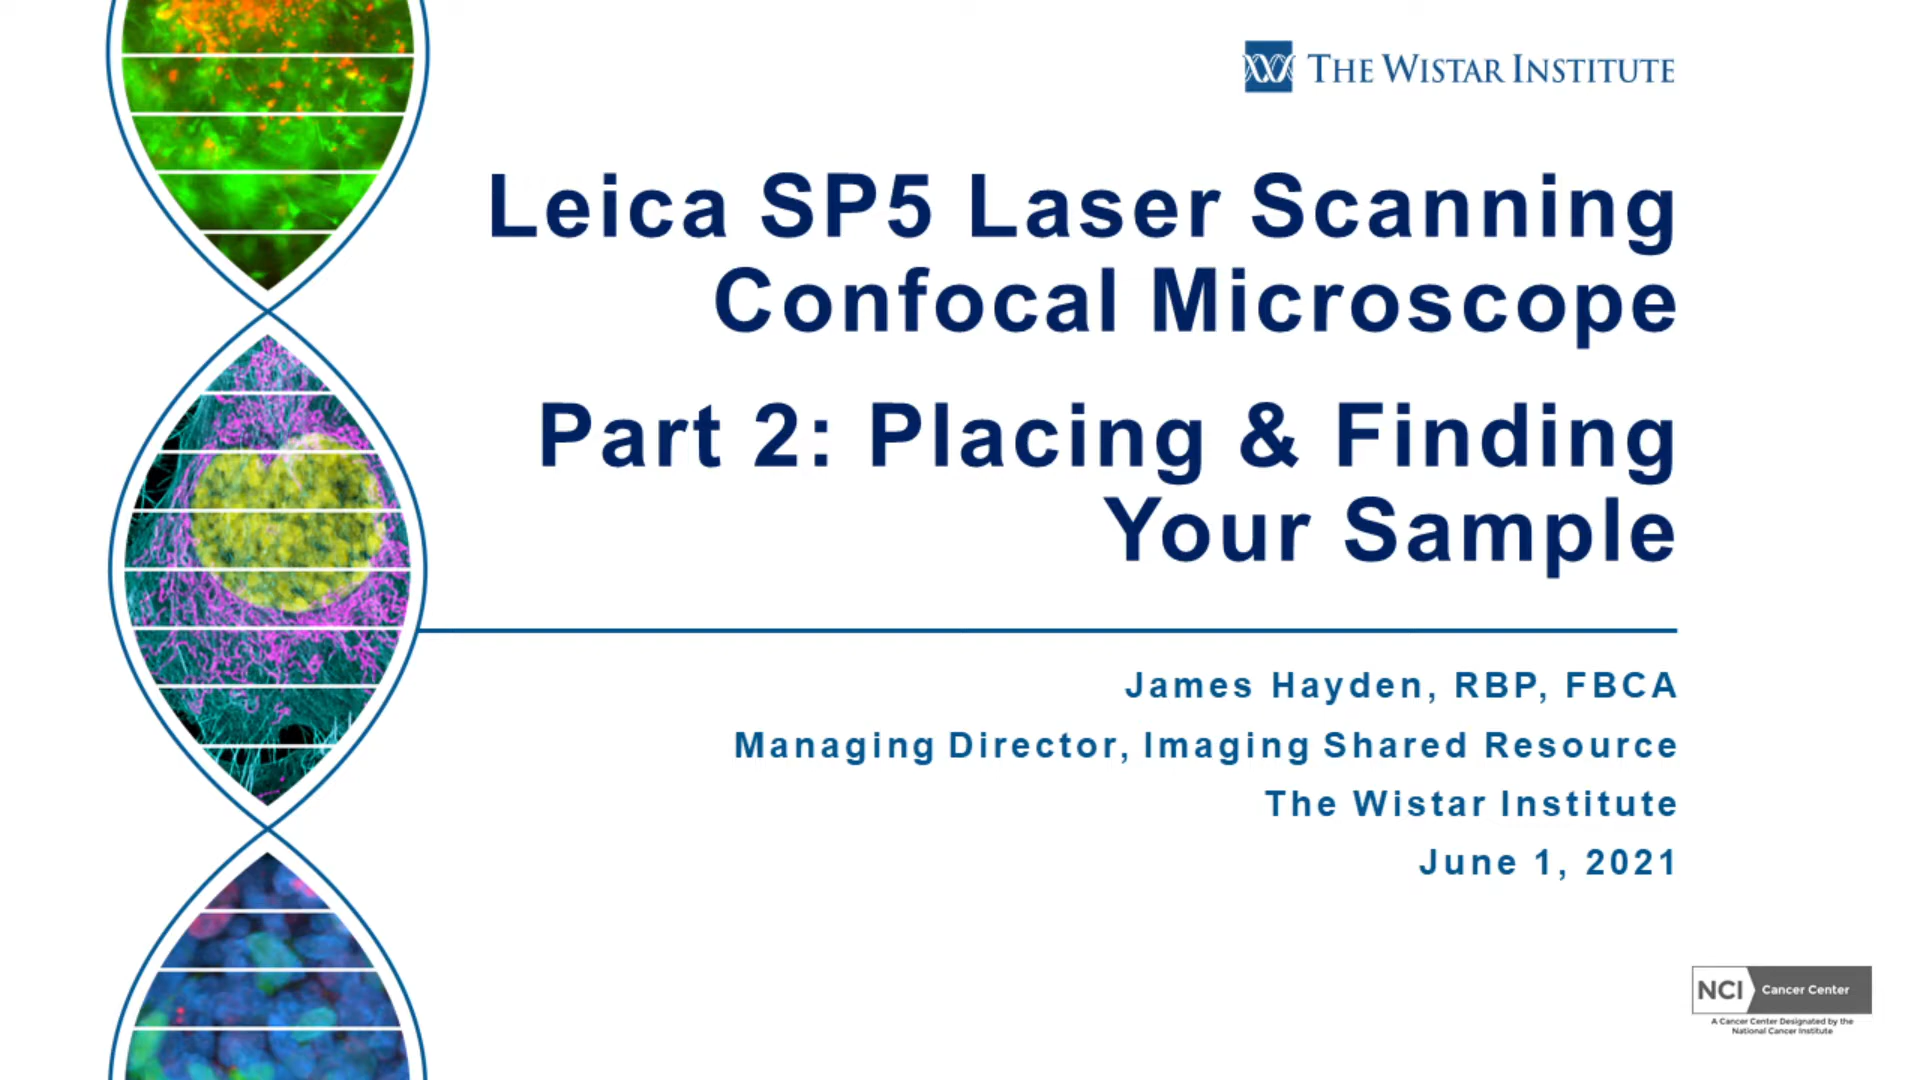 THE WISTAR INSTITUTE
Leica SP5 Laser Scanning
Confocal Microscope
Part 2: Placing & Finding
Your Sample
James Hayden, RBP, FBCA
Managing Director, Imaging Shared Resource
The Wistar Institute
June 1, 2021
NCI Cancer Center
A Cancer Center Designated by the
National Cancer Institute